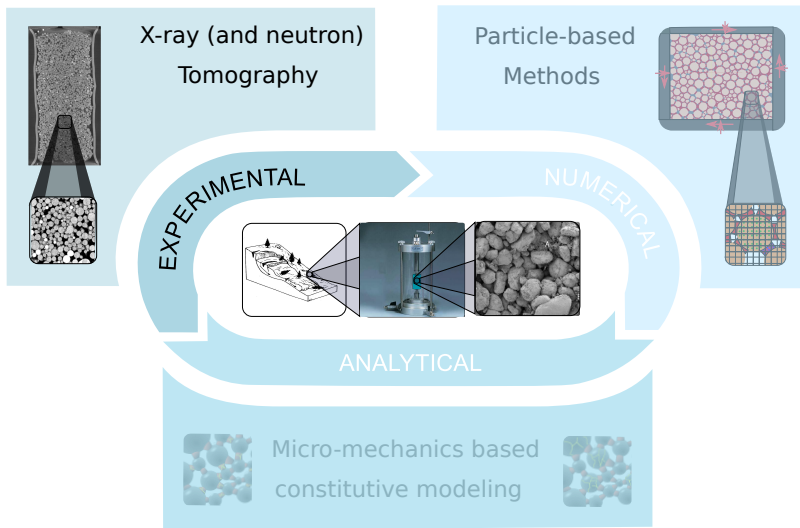 X-ray (and neutron)
Tomography
Particle-based
Methods
EXPERIMENTAL
NUMERICAL
ANALYTICAL
Micro-mechanics based
constitutive modeling